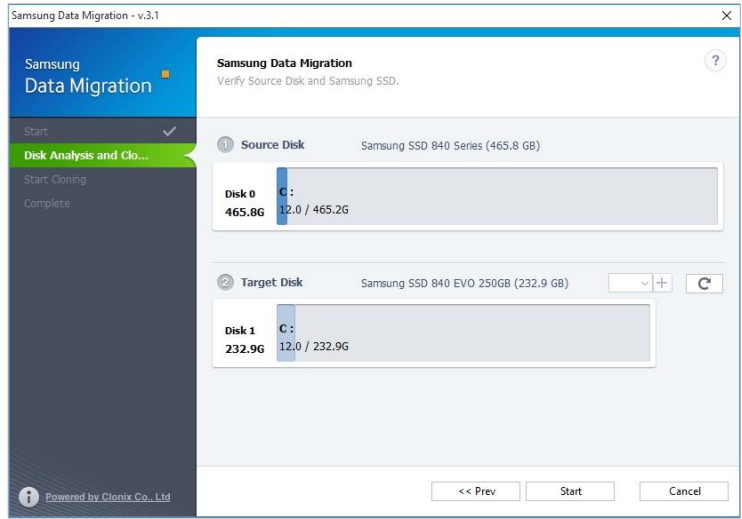 Samsung Data Migration - v.3.1
Samsung
Data Migration
Start
Disk Analysis and Clo...
Start Cloning
Complete
Powered by Clonix Co., Ltd
Samsung Data Migration
Verify Source Disk and Samsung SSD.
?
1 Source Disk Samsung SSD 840 Series (465.8 GB)
Disk 0
465.8G
C :
12.0 / 465.2G
2 Target Disk Samsung SSD 840 EVO 250GB (232.9 GB)
Disk 1
232.9G
C :
12.0 / 232.9G
<< Prev Start Cancel